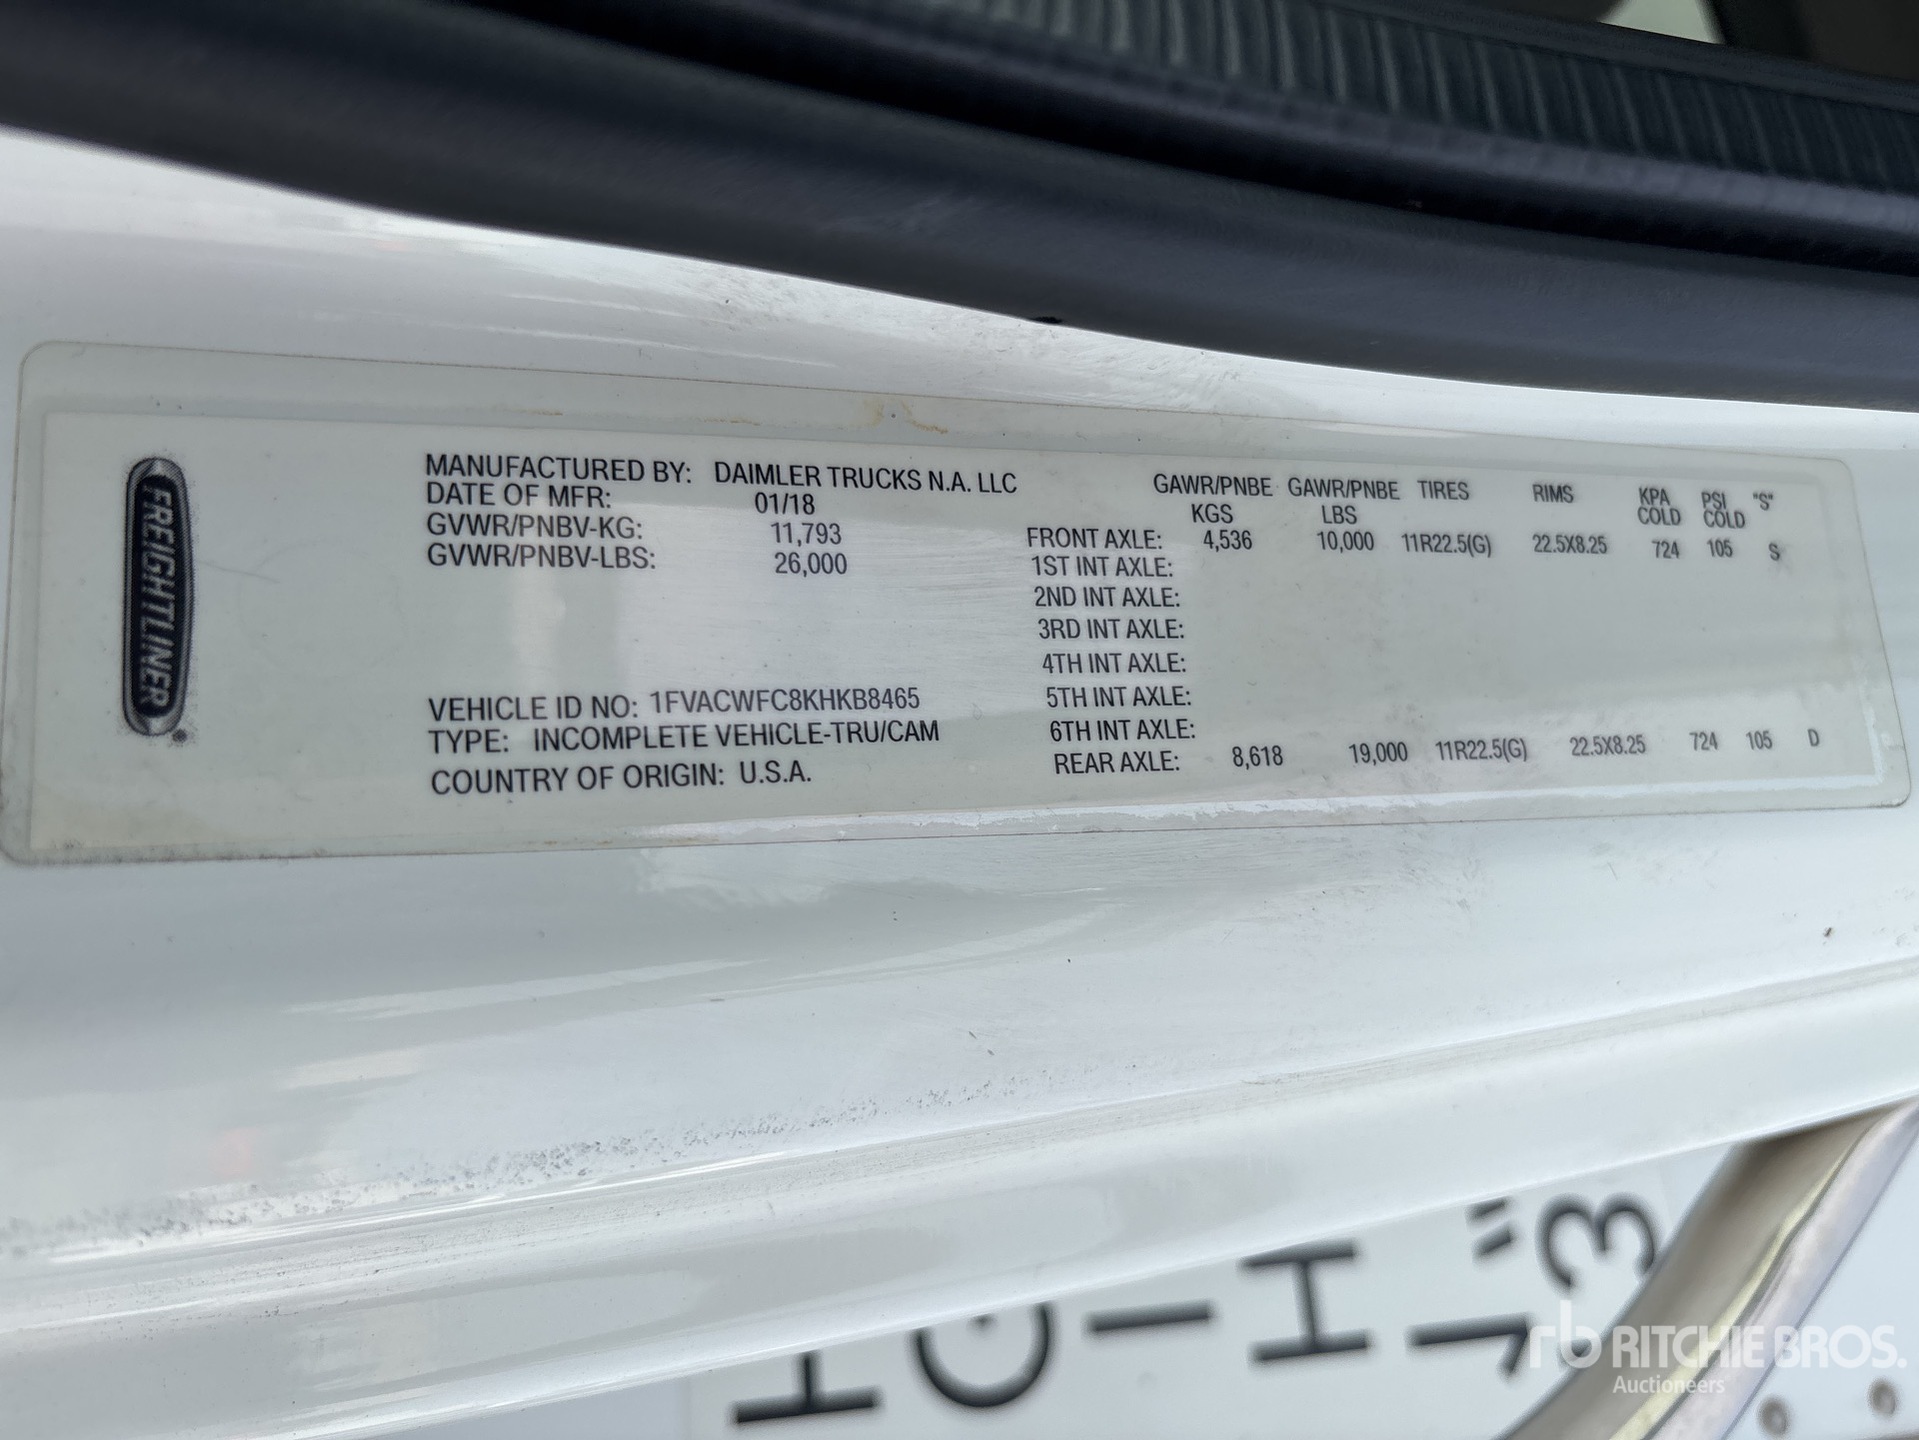 FREIGHTLINER®
MANUFACTURED BY: DAIMLER TRUCKS N.A. LLC
DATE OF MFR: 01/18
GVWR/PNBV-KG: 11,793
GVWR/PNBV-LBS: 26,000
VEHICLE ID NO: 1FVACWFC8KHKB8465
TYPE: INCOMPLETE VEHICLE-TRU/CAM
COUNTRY OF ORIGIN: U.S.A.
GAWR/PNBE GAWR/PNBE TIRES RIMS KPA PSI "S"
KGS LBS COLD COLD
FRONT AXLE: 4,536 10,000 11R22.5(G) 22.5X8.25 724 105 S
1ST INT AXLE:
2ND INT AXLE:
3RD INT AXLE:
4TH INT AXLE:
5TH INT AXLE:
6TH INT AXLE:
REAR AXLE: 8,618 19,000 11R22.5(G) 22.5X8.25 724 105 D
rb RITCHIE BROS.
Auctioneers